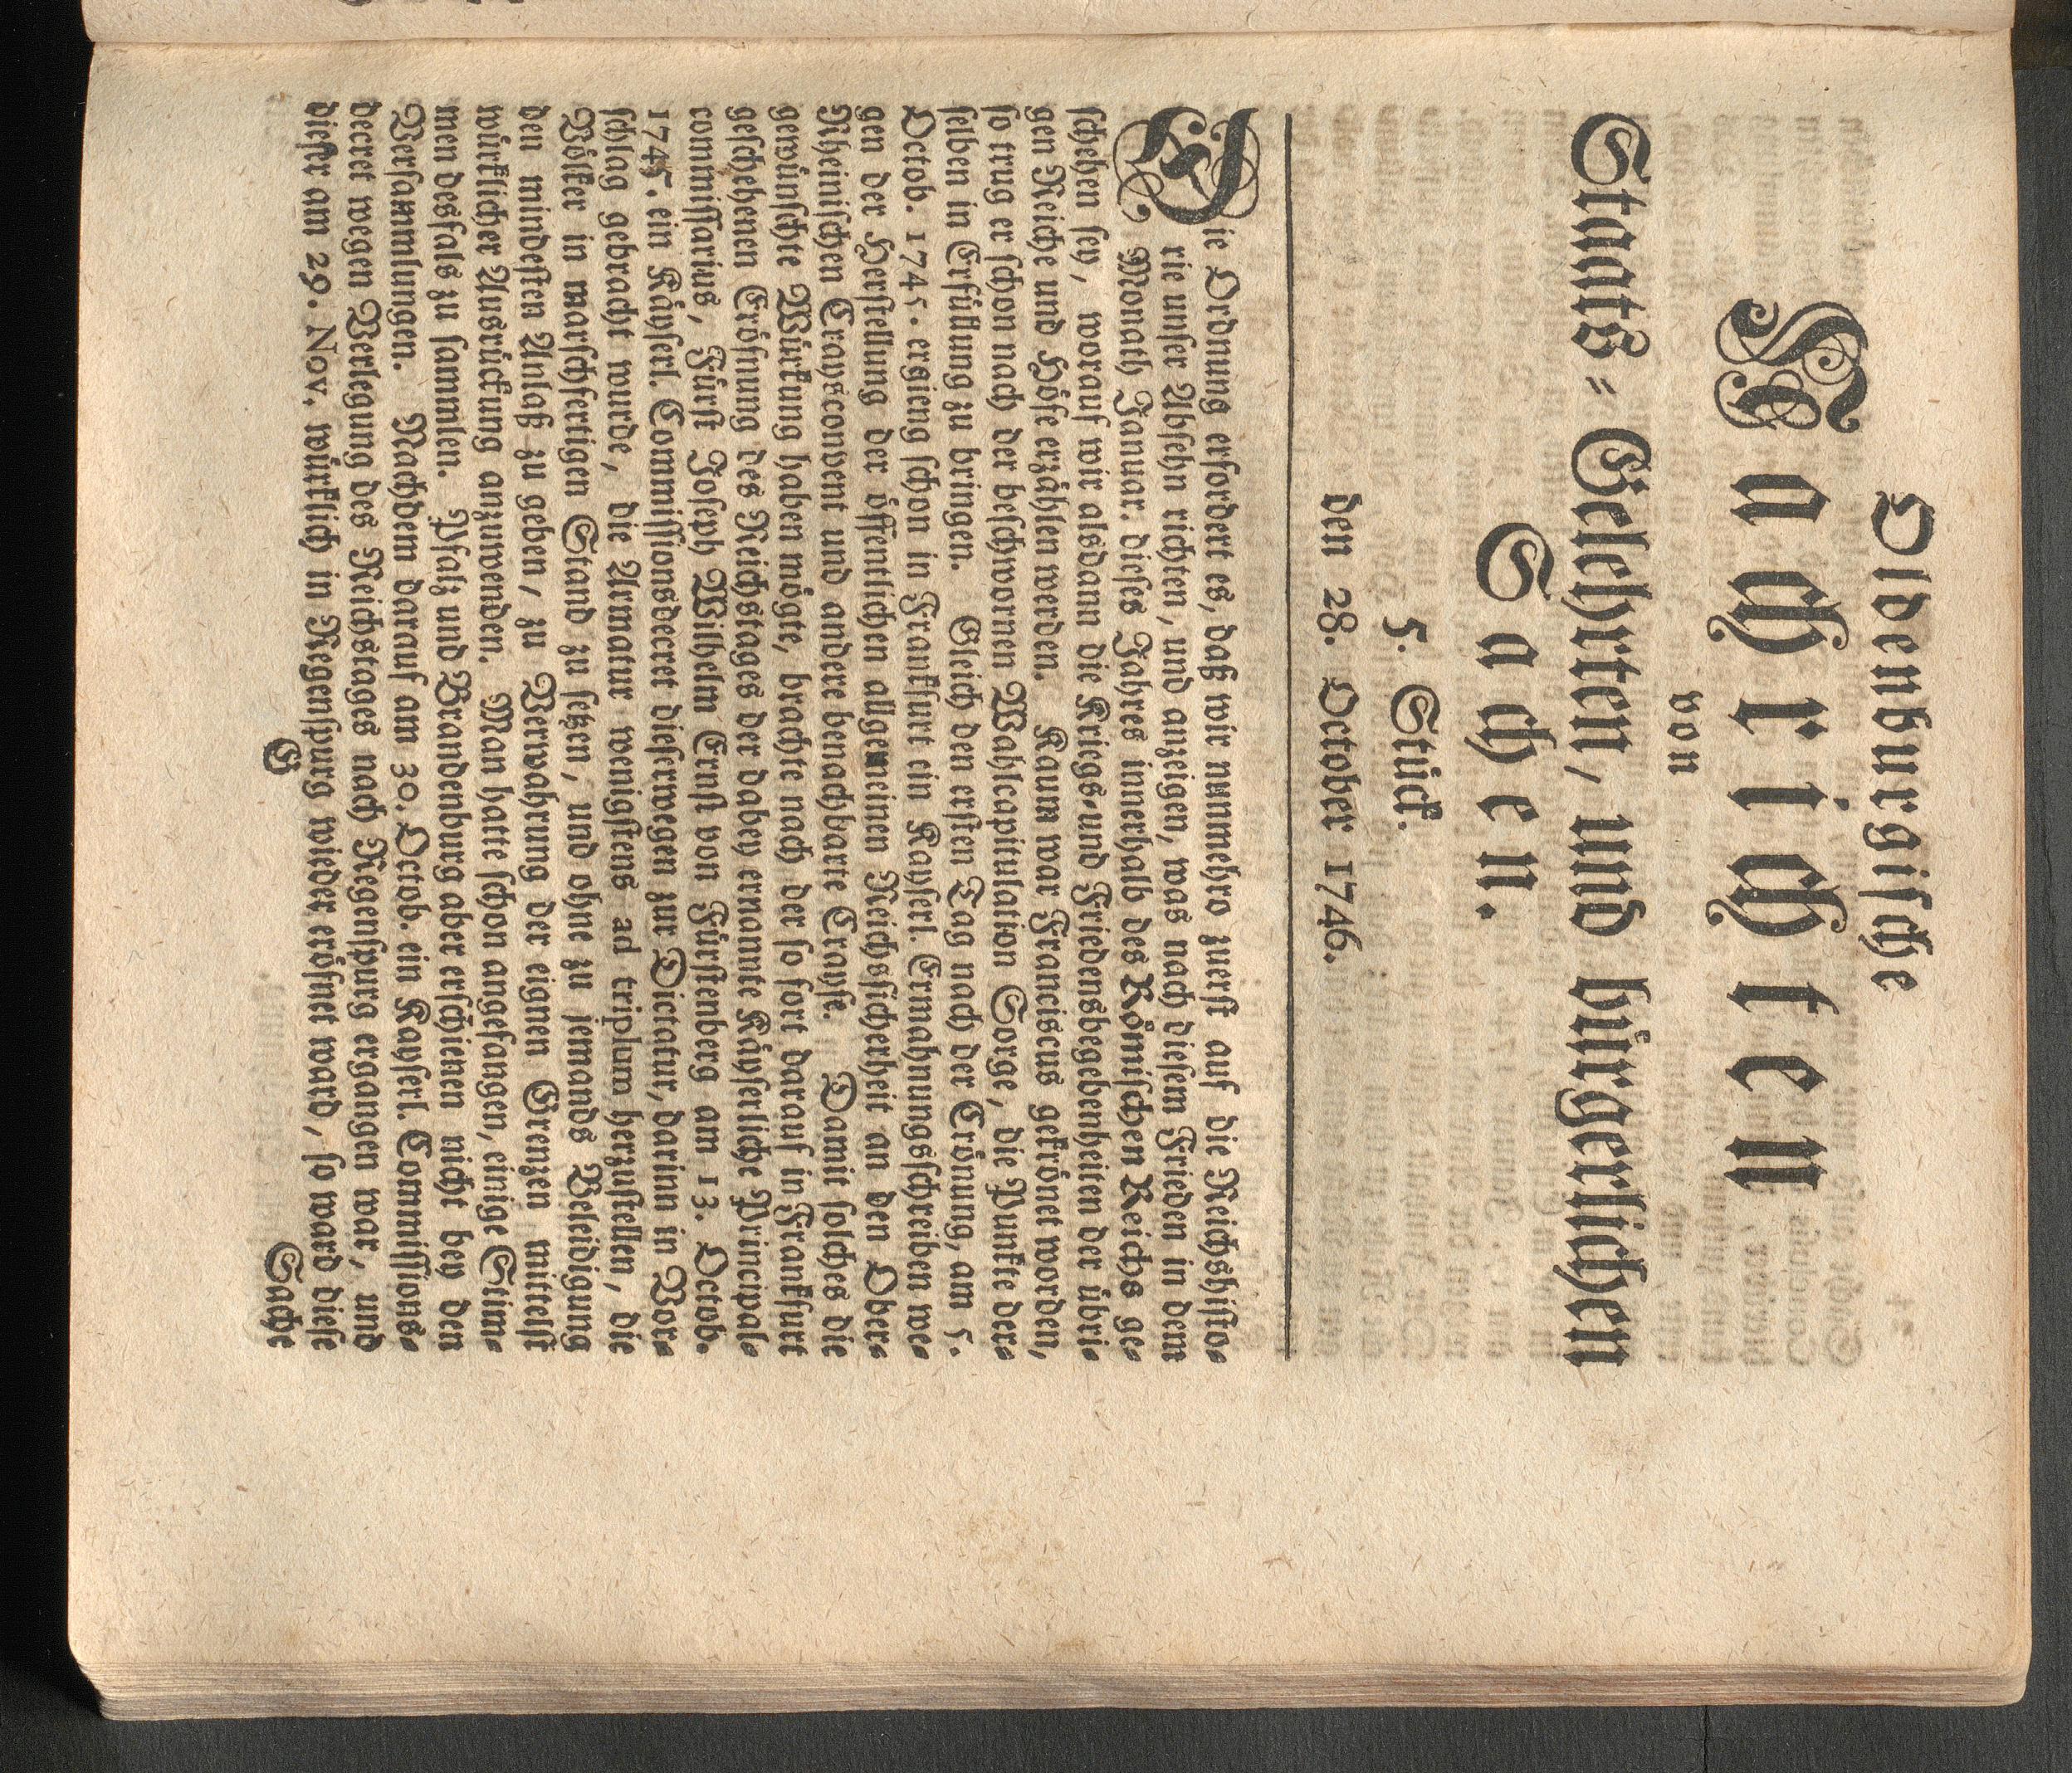 Oldenburgische
Nachrichten
von
Staats-Gelehrten, und bürgerlichen
Sachen.
5. Stück.
den 28. October 1746.
Die Ordnung erfordert es, daß wir nunmehro zuerst auf die Reichshisto-
rie unser Absehn richten, und anzeigen, was nach diesem Frieden in dem
Monath Januar. dieses Jahres innerhalb des Römischen Reichs ge-
schehen sey, worauf wir alsdann die Kriegs-und Friedensbegebenheiten der übri-
gen Reiche und Höfe erzählen werden. Kaum war Franciscus gekrönet worden,
so trug er schon nach der beschwornen Wahlcapitulation Sorge, die Punkte der-
selben in Erfüllung zu bringen. Gleich den ersten Tag nach der Crönung, am 5.
Octob. 1745. ergieng schon in Frankfurt ein Kayserl. Ermahnungsschreiben we-
gen der Herstellung der öffentlichen allgemeinen Reichssicherheit an den Ober-
Rheinischen Crayßconvent und andere benachbarte Crayse. Damit solches die
gewünschte Würkung haben mögte, brachte nach der so fort darauf in Frankfurt
geschehenen Eröfnung des Reichstages der dabey ernannte Käyserliche Principal-
commissarius, Fürst Joseph Wilhelm Ernst von Fürstenberg am 13. Octob.
1745. ein Käyserl. Commissionsdecret dieserwegen zur Dictatur, darinn in Vor-
schlag gebracht wurde, die Armatur wenigstens ad triplum herzustellen, die
Völker in marschfertigen Stand zu setzen, und ohne zu jemands Beleidigung
den mindesten Anlaß zu geben, zu Verwahrung der eignen Grenzen mittelst
würklicher Ausrückung anzuwenden. Man hatte schon angefangen, einige Stim-
men desfals zu sammlen. Pfalz und Brandenburg aber erschienen nicht bey den
Versammlungen. Nachdem darauf am 30. Octob. ein Kayserl. Commissions-
decret wegen Verlegung des Reichstages nach Regenspurg ergangen war, und
dieser am 29. Nov. würklich in Regenspurg wieder eröfnet ward, so ward diese
E
Sache